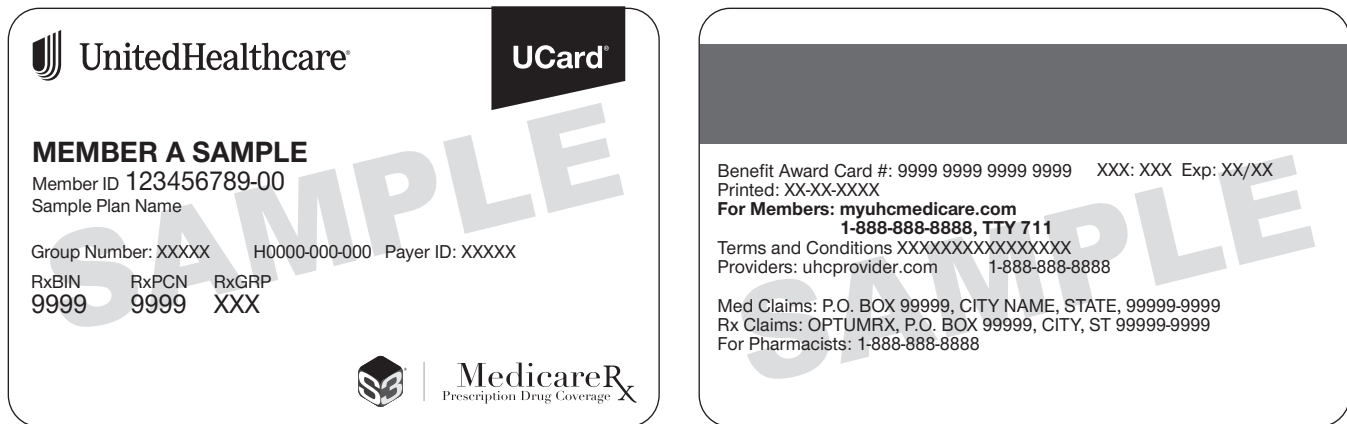 UnitedHealthcare®
UCard®
MEMBER A SAMPLE
Member ID 123456789-00
Sample Plan Name
Group Number: XXXXX H0000-000-000 Payer ID: XXXXX
RxBIN RxPCN RxGRP
9999 9999 XXX
SAMPLE
S3®
MedicareRx
Prescription Drug Coverage
Benefit Award Card #: 9999 9999 9999 9999 XXX: XXX Exp: XX/XX
Printed: XX-XX-XXXX
For Members: myuhcmedicare.com
1-888-888-8888, TTY 711
Terms and Conditions XXXXXXXXXXXXXXXX
Providers: uhcprovider.com 1-888-888-8888
Med Claims: P.O. BOX 99999, CITY NAME, STATE, 99999-9999
Rx Claims: OPTUMRX, P.O. BOX 99999, CITY, ST 99999-9999
For Pharmacists: 1-888-888-8888
SAMPLE